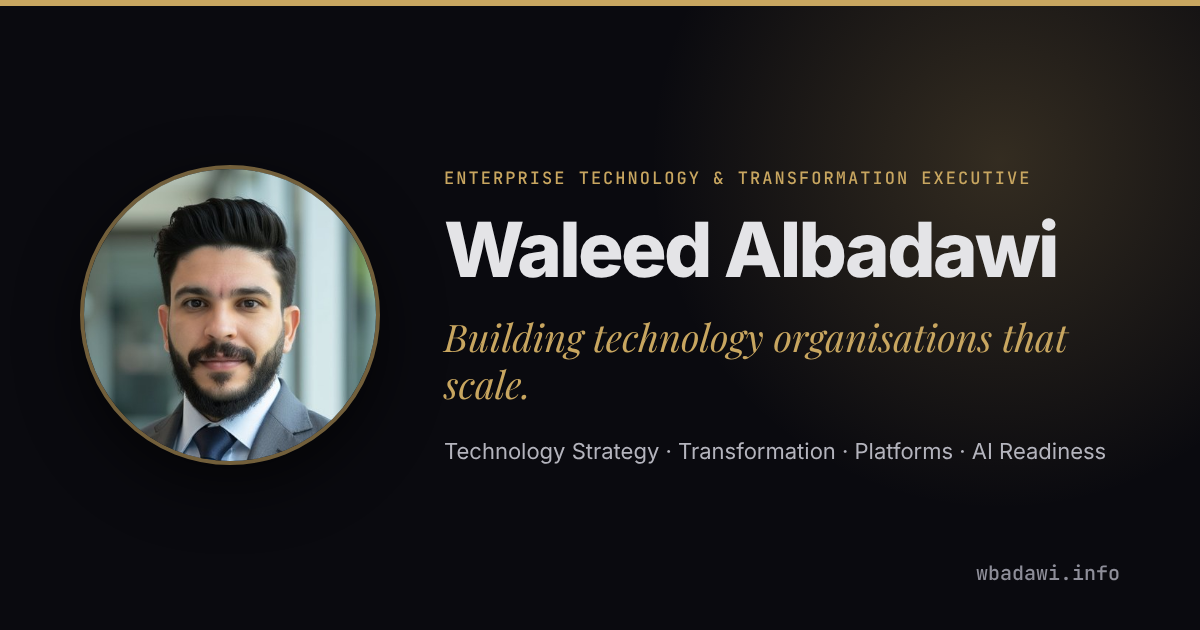 ENTERPRISE TECHNOLOGY & TRANSFORMATION EXECUTIVE
Waleed Albadawi
Building technology organisations that
scale.
Technology Strategy · Transformation · Platforms · AI Readiness
wbadawi.info